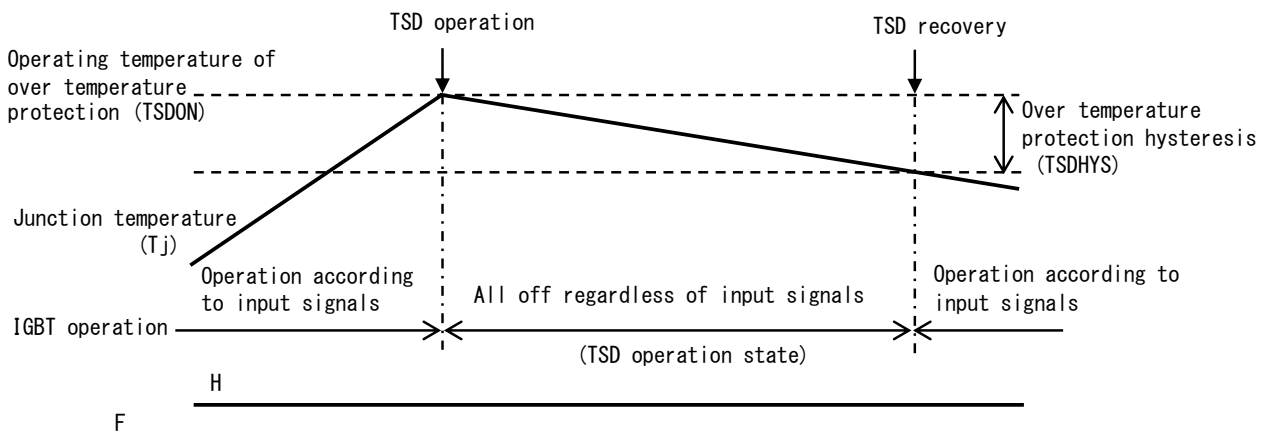 TSD operation
TSD recovery
Operating temperature of
over temperature
protection (TSDON)
Over temperature
protection hysteresis
(TSDHYS)
Junction temperature
(Tj)
Operation according
to input signals
All off regardless of input signals
Operation according to
input signals
IGBT operation
(TSD operation state)
H
F